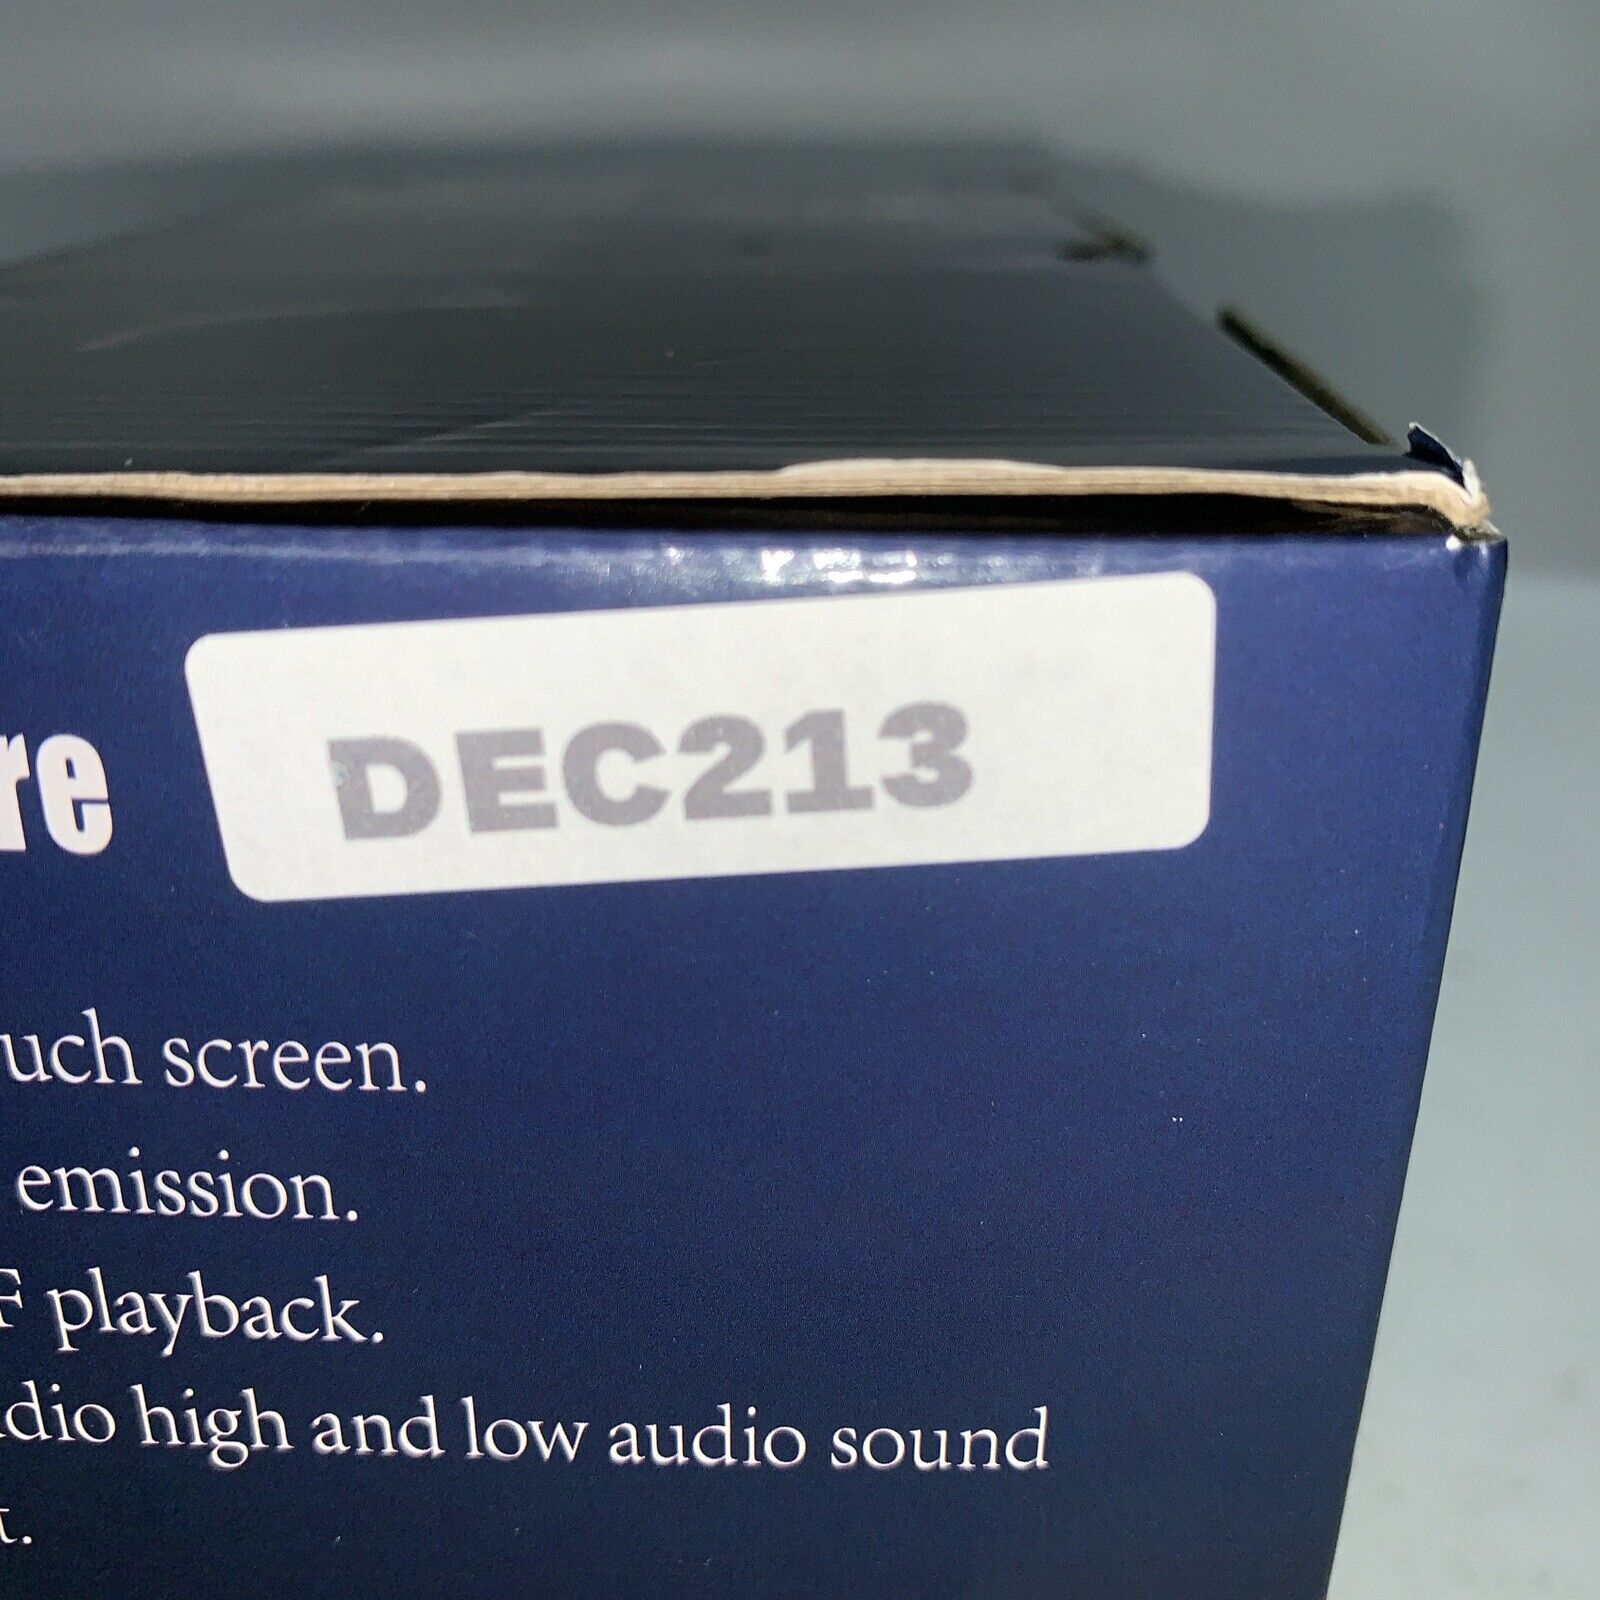 DEC213
re
uch screen.
emission.
F playback.
dio high and low audio sound
t.